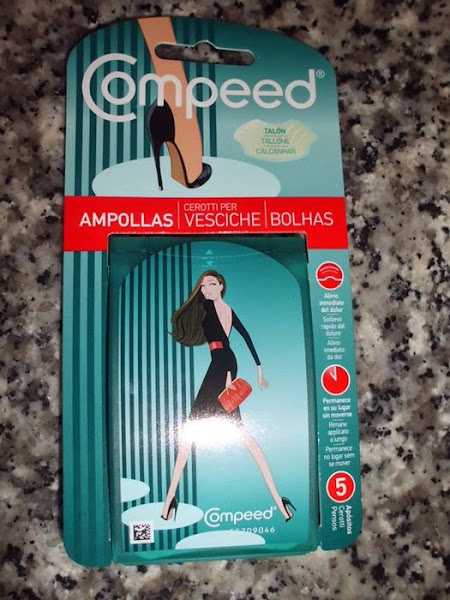 Compeed®
TALÓN
TALLONE
CALCANHAR
AMPOLLAS
CEROTTI PER
VESCICHE
BOLHAS
Alivio
inmediato
del dolor
Sollievo
rapido dal
dolore
Alívio
imediato
da dor
Permanece
en su lugar
sin moverse
Rimane
applicato
a lungo
Permanece
no lugar sem
se mover
5
Apósitos
Cerotti
Pensos
Compeed®